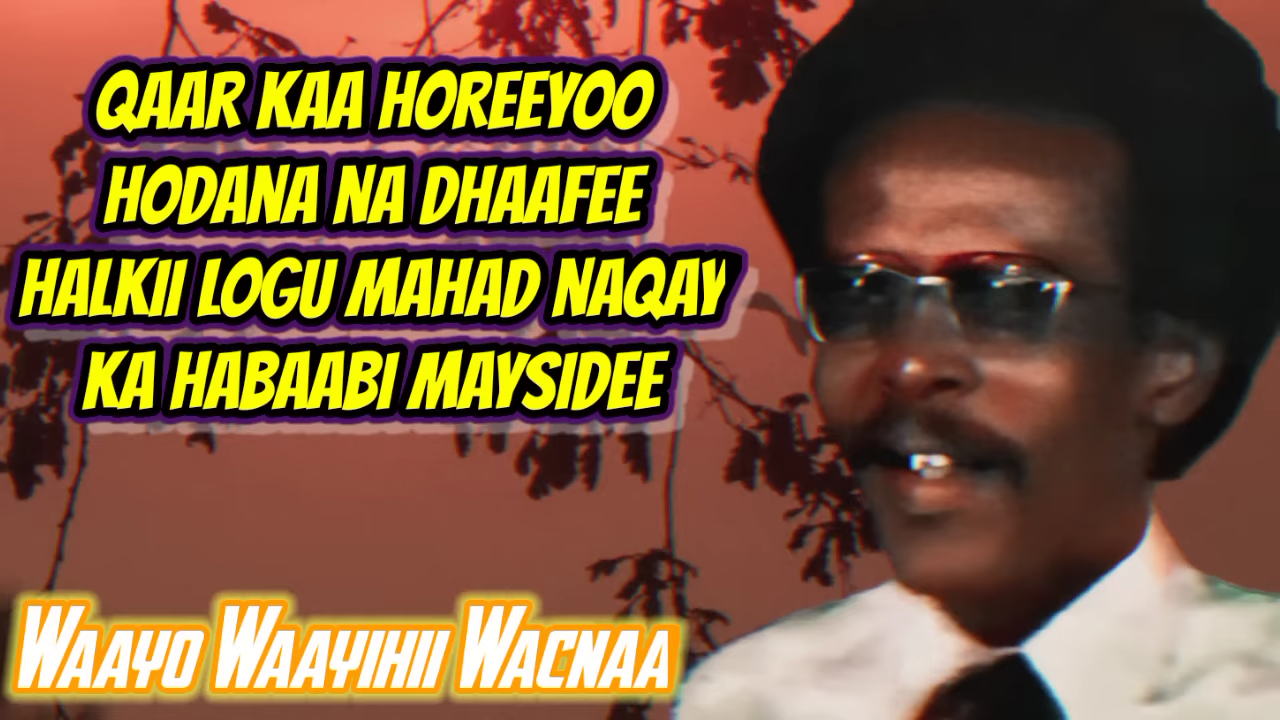 QAAR KAA HOREEYOO
HODANA NA DHAAFEE
HALKII LOGU MAHAD NAQAY
KA HABAABI MAYSIDEE
WAAYO WAAYIHII WACNAA